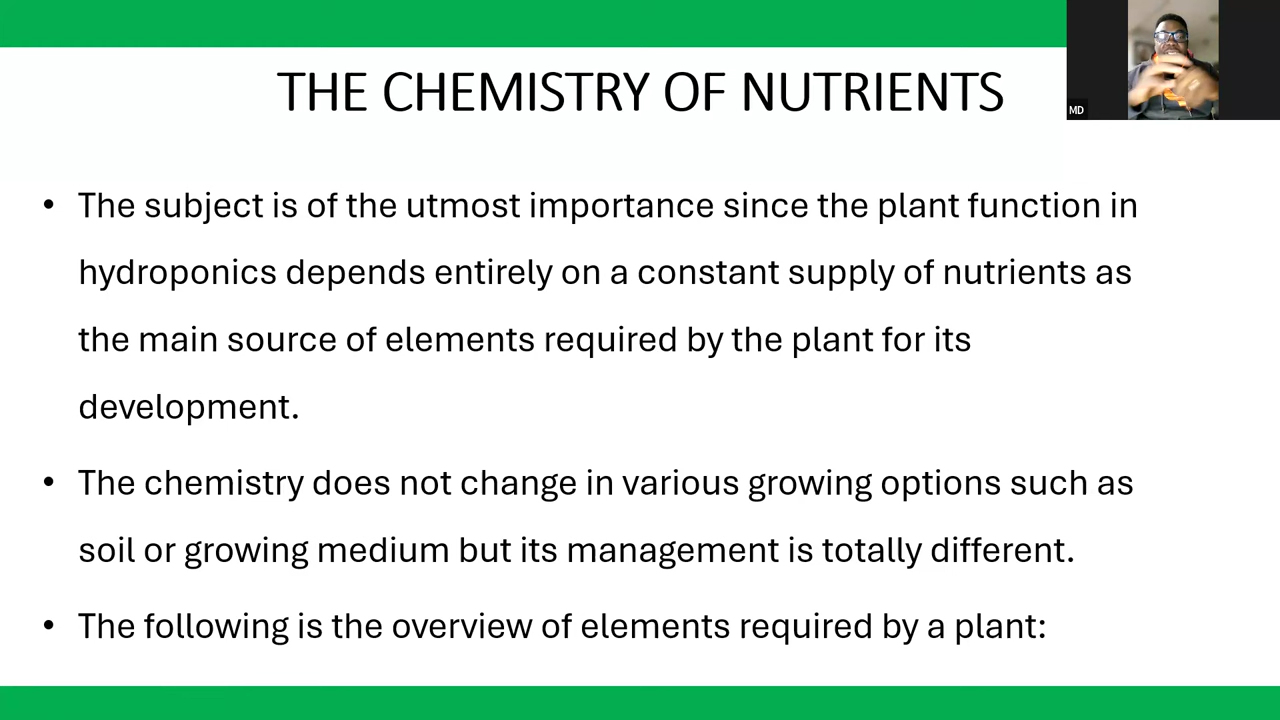 THE CHEMISTRY OF NUTRIENTS
MD
• The subject is of the utmost importance since the plant function in
hydroponics depends entirely on a constant supply of nutrients as
the main source of elements required by the plant for its
development.
• The chemistry does not change in various growing options such as
soil or growing medium but its management is totally different.
• The following is the overview of elements required by a plant: